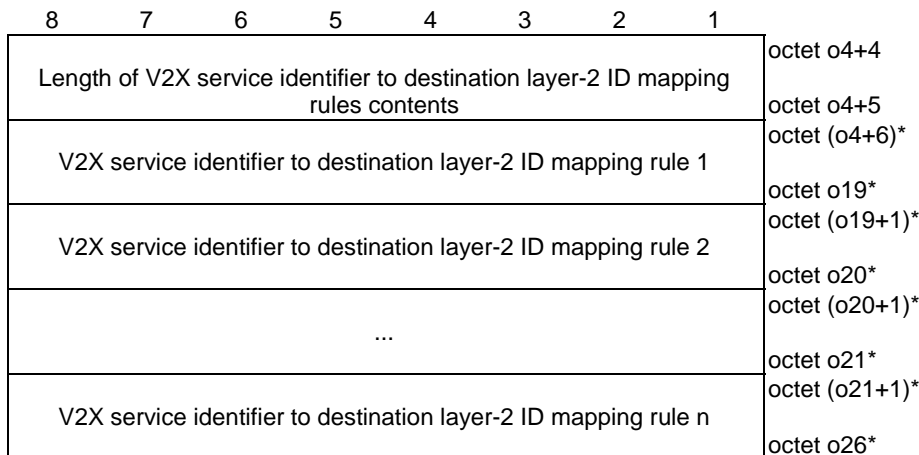 8 7 6 5 4 3 2 1
octet o4+4
Length of V2X service identifier to destination layer-2 ID mapping
rules contents
octet o4+5
octet (o4+6)*
V2X service identifier to destination layer-2 ID mapping rule 1
octet o19*
octet (o19+1)*
V2X service identifier to destination layer-2 ID mapping rule 2
octet o20*
octet (o20+1)*
...
octet o21*
octet (o21+1)*
V2X service identifier to destination layer-2 ID mapping rule n
octet o26*